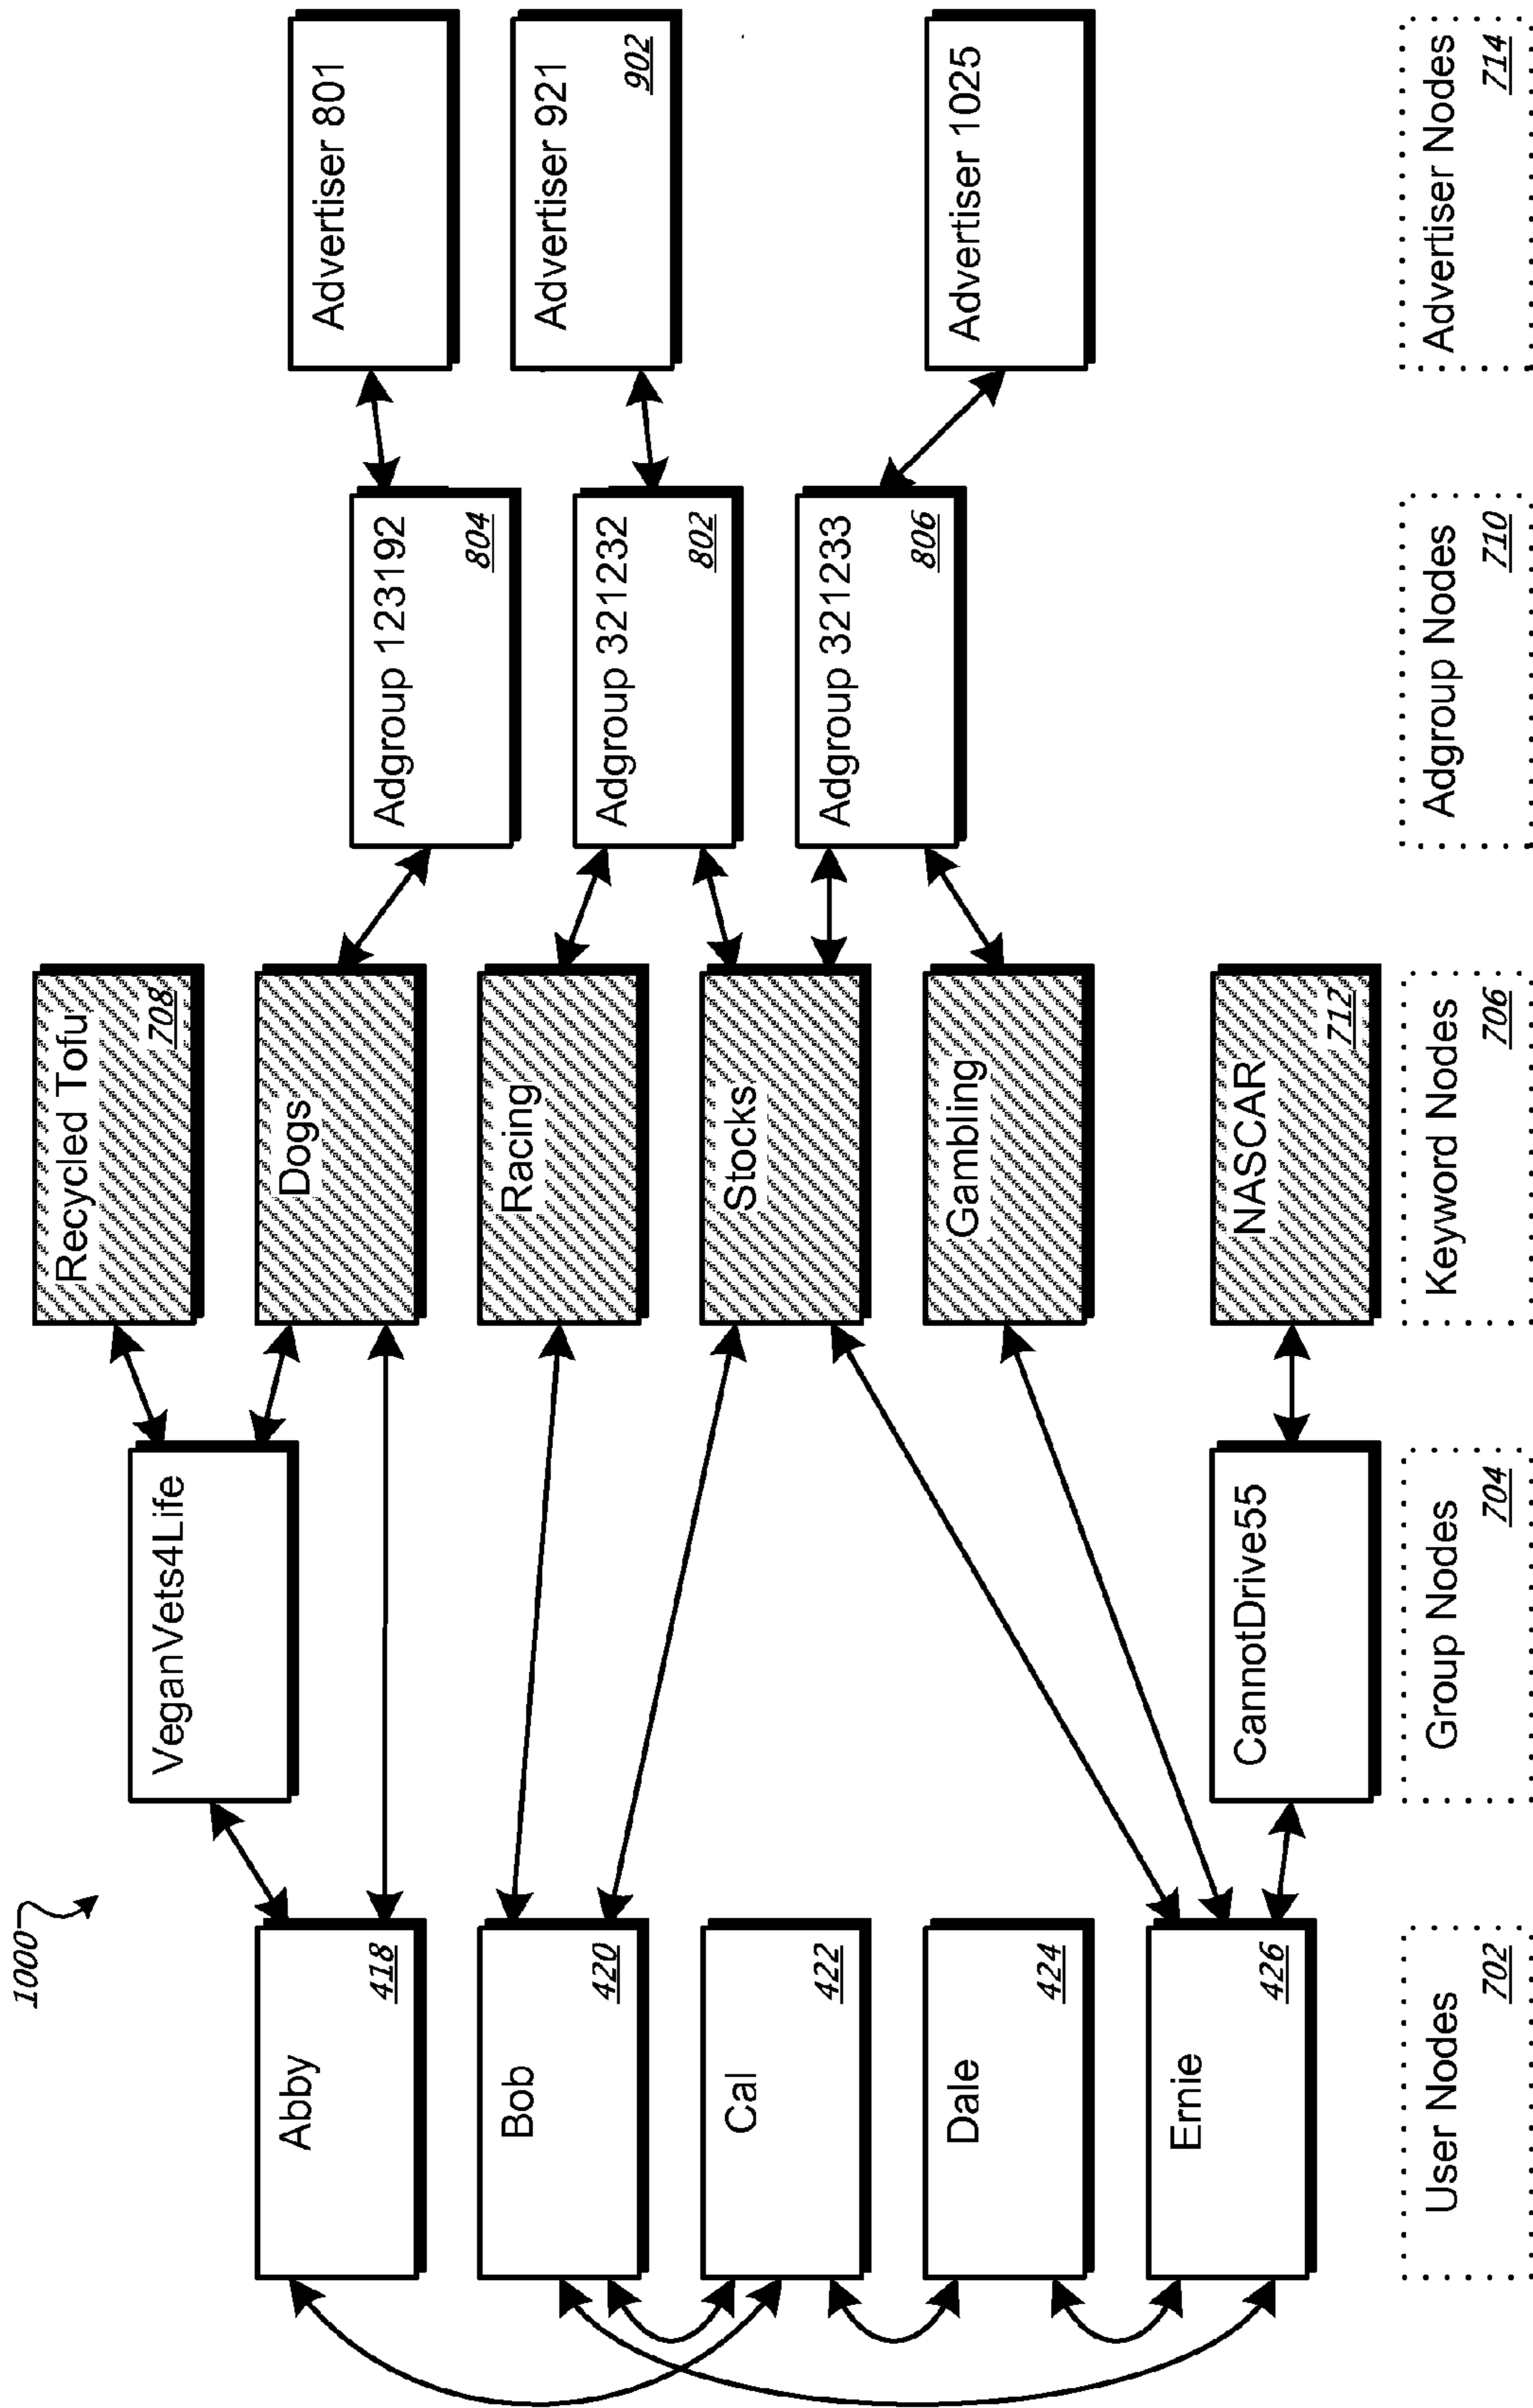 1000
Abby
418
Bob
420
Cal
422
Dale
424
Ernie
426
User Nodes
702
VeganVets4Life
CannotDrive55
Group Nodes
704
Recycled Tofu
708
Dogs
Racing
Stocks
Gambling
NASCAR
712
Keyword Nodes
706
Adgroup 123192
804
Adgroup 321232
802
Adgroup 321233
806
Adgroup Nodes
710
Advertiser 801
Advertiser 921
902
Advertiser 1025
Advertiser Nodes
714